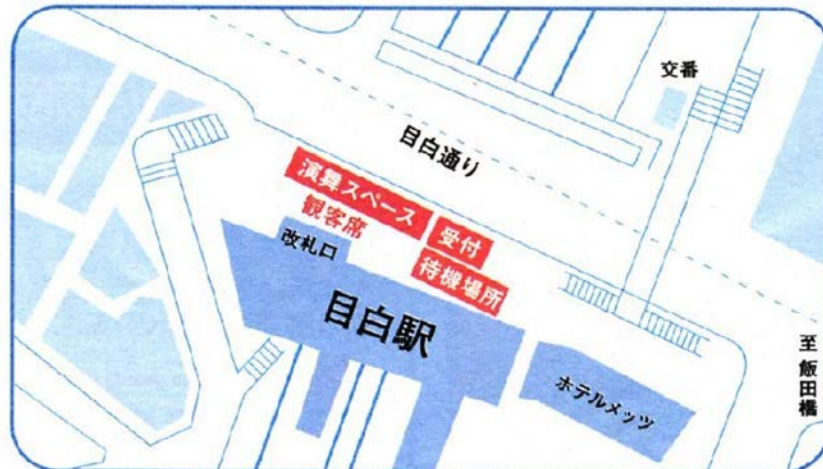 交番
目白通り
演舞スペース
観客席
受付
改札口
待機場所
目白駅
ホテルメッツ
至 飯田橋